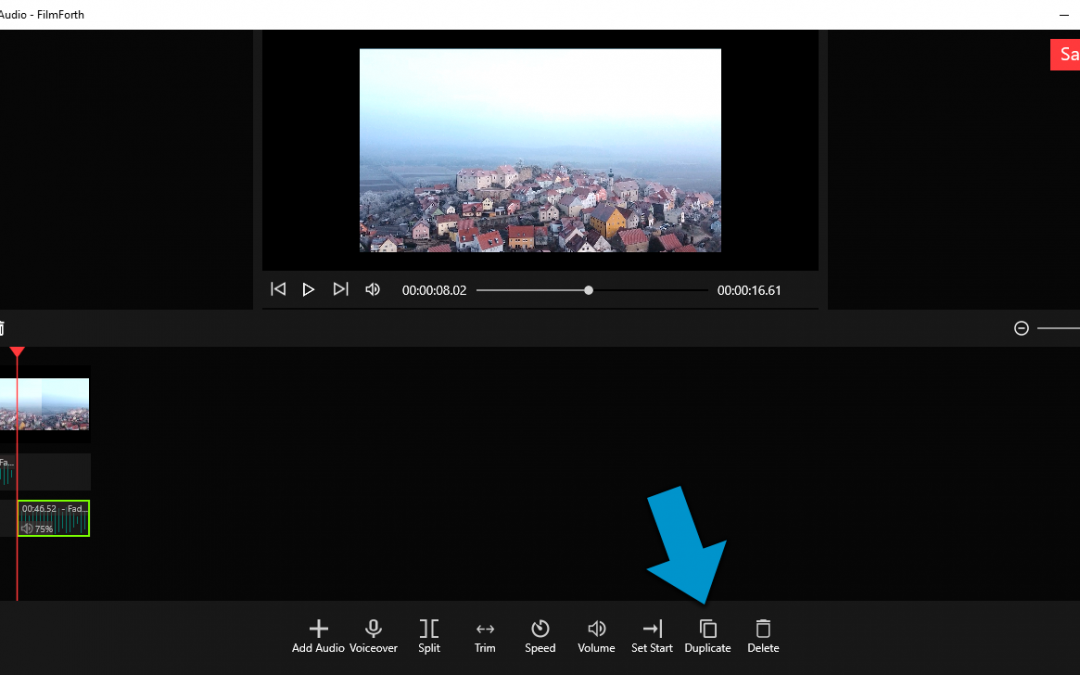 Audio - FilmForth
Sa
00:00:08.02
00:00:16.61
Fa...
00:46.52 - Fad...
75%
Add Audio Voiceover Split Trim Speed Volume Set Start Duplicate Delete